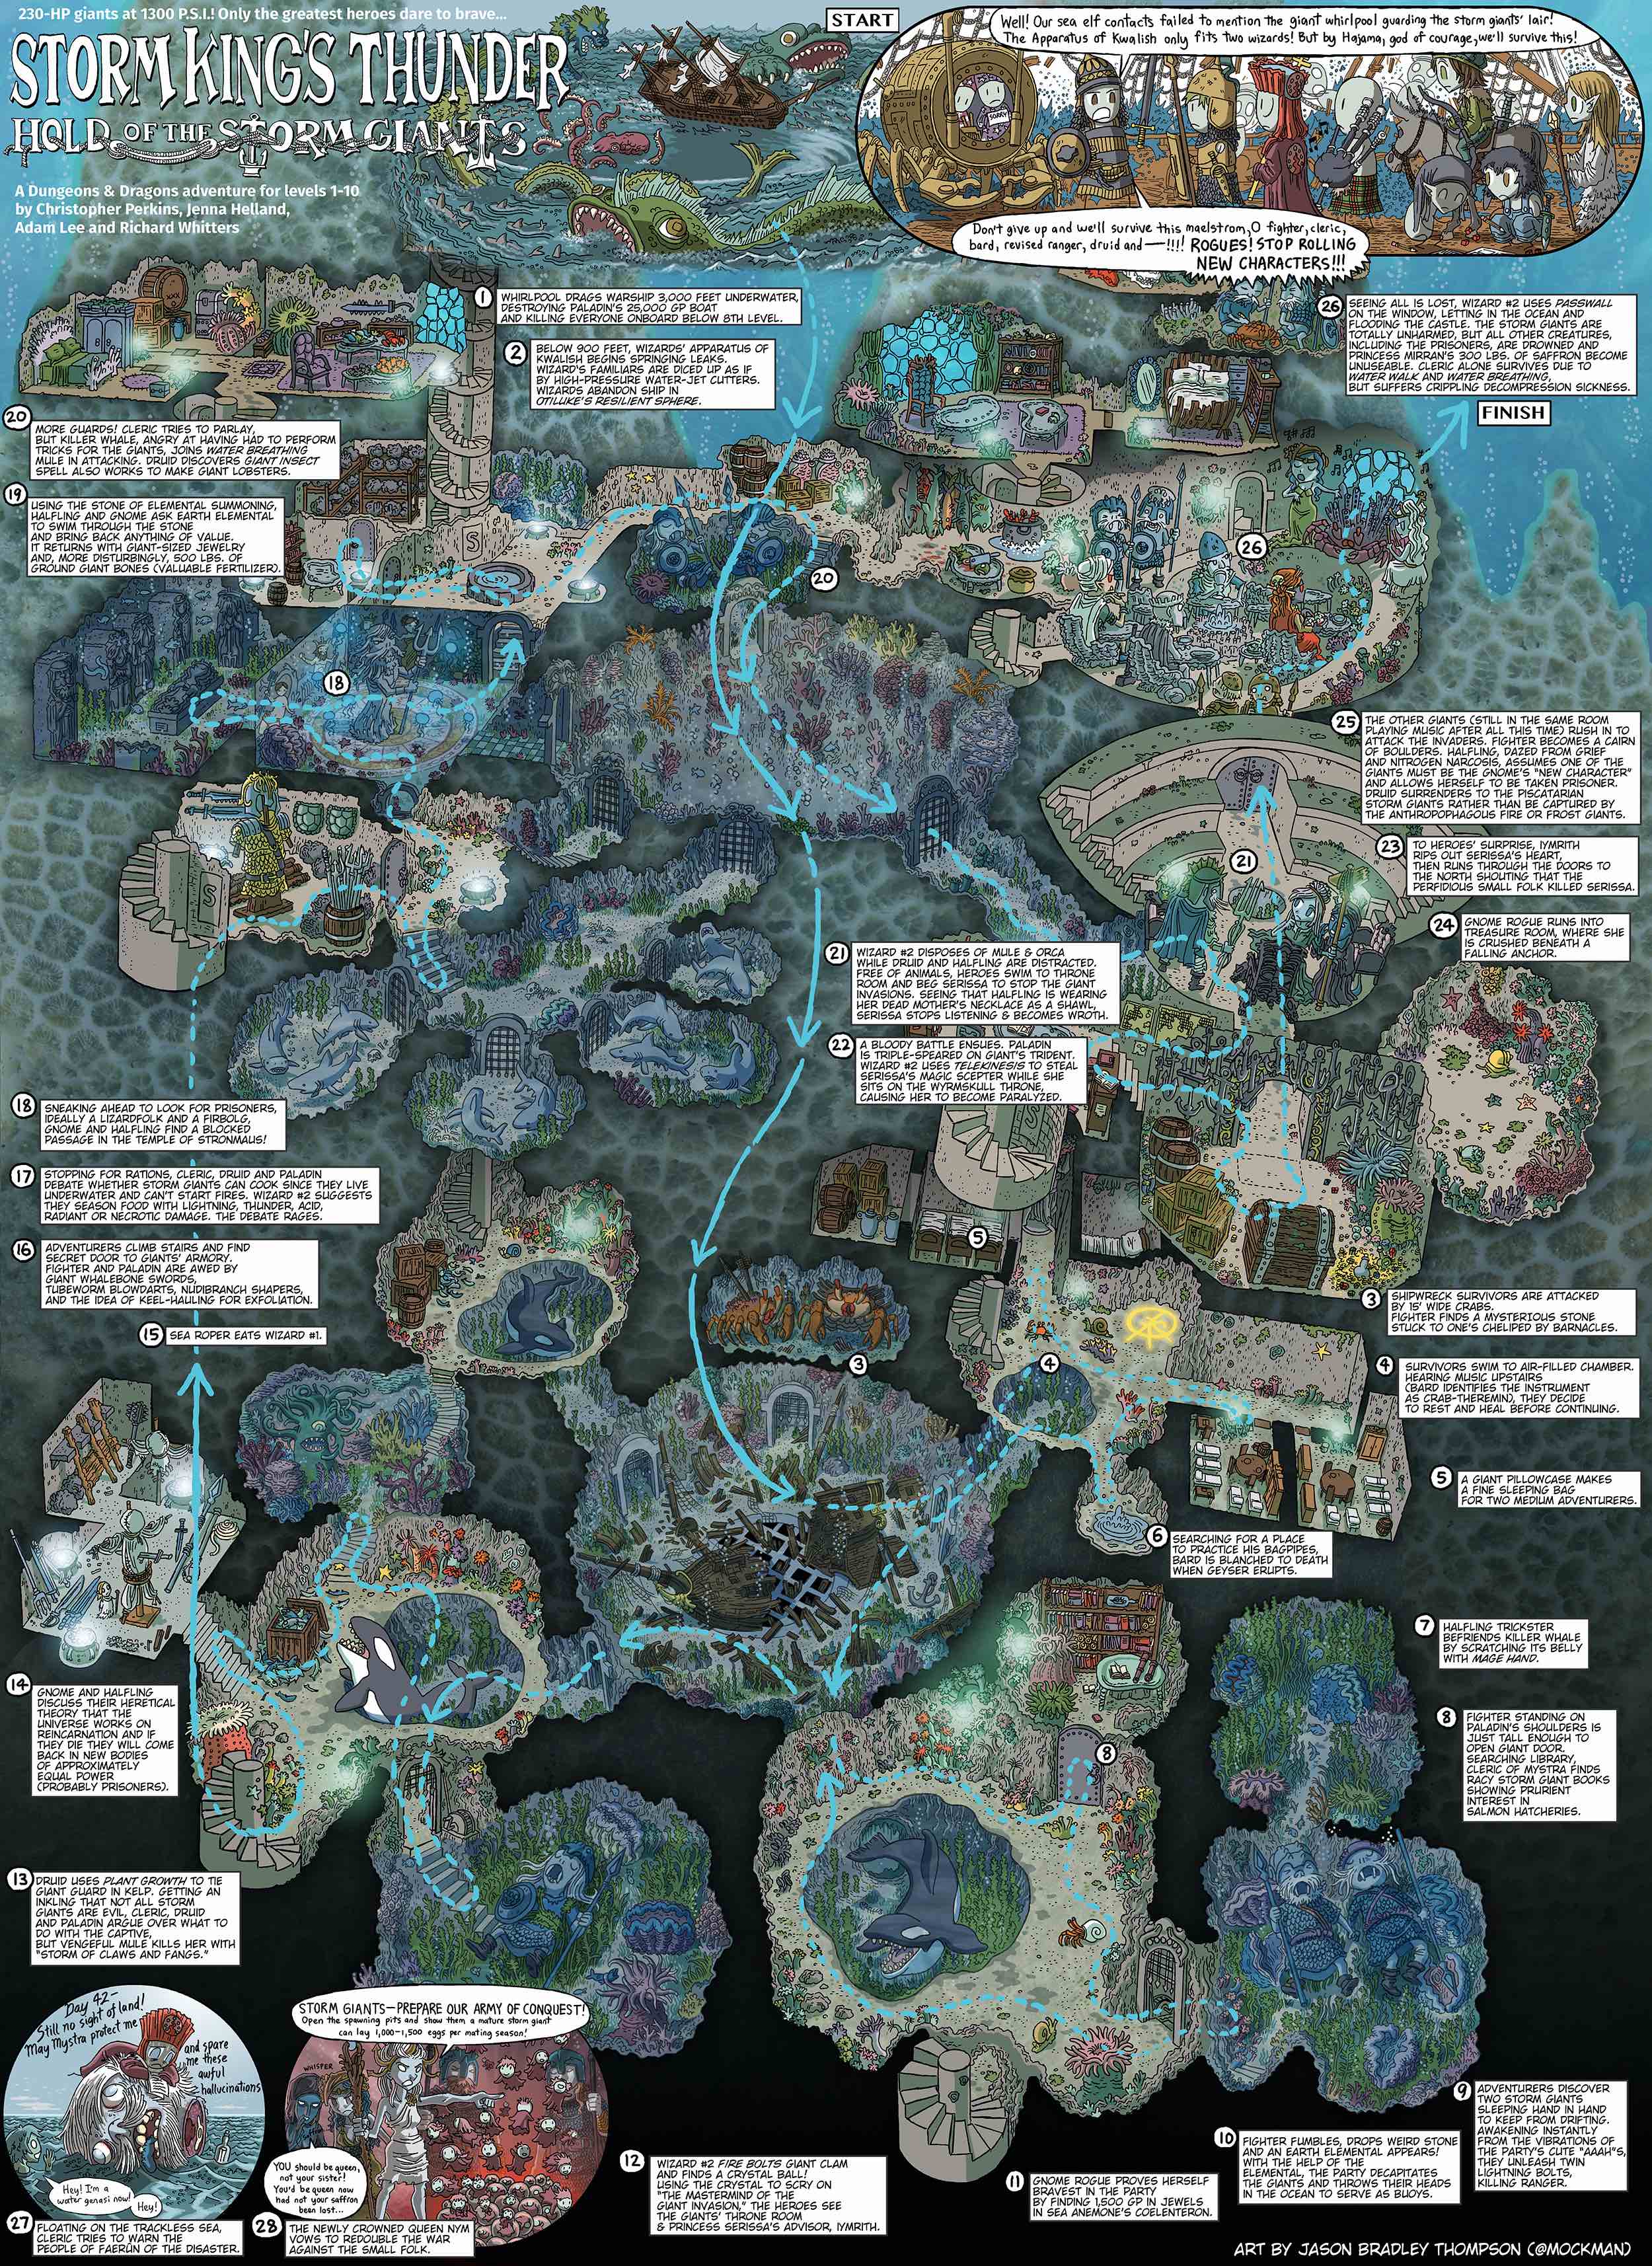 230-HP giants at 1300 P.S.I.! Only the greatest heroes dare to brave...
STORM KING'S THUNDER
HOLD OF THE STORM GIANTS
A Dungeons & Dragons adventure for levels 1-10
by Christopher Perkins, Jenna Helland,
Adam Lee and Richard Whitters
START
Well! Our sea elf contacts failed to mention the giant whirlpool guarding the storm giants' lair!
The Apparatus of Kwalish only fits two wizards! But by Hajama, god of courage, we'll survive this!
SORRY
Don't give up and we'll survive this maelstrom, O fighter, cleric,
bard, revised ranger, druid and—!!! ROGUES! STOP ROLLING
NEW CHARACTERS!!!
1
WHIRLPOOL DRAGS WARSHIP 3,000 FEET UNDERWATER,
DESTROYING PALADIN'S 25,000 GP BOAT
AND KILLING EVERYONE ONBOARD BELOW 8TH LEVEL.
2
BELOW 900 FEET, WIZARDS' APPARATUS OF
KWALISH BEGINS SPRINGING LEAKS.
WIZARD'S FAMILIARS ARE DICED UP AS IF
BY HIGH-PRESSURE WATER-JET CUTTERS.
WIZARDS ABANDON SHIP IN
OTILUKE'S RESILIENT SPHERE.
26
SEEING ALL IS LOST, WIZARD #2 USES PASSWALL
ON THE WINDOW, LETTING IN THE OCEAN AND
FLOODING THE CASTLE. THE STORM GIANTS ARE
TOTALLY UNHARMED, BUT ALL OTHER CREATURES,
INCLUDING THE PRISONERS, ARE DROWNED AND
PRINCESS MIRRAN'S 300 LBS. OF SAFFRON BECOME
UNUSEABLE. CLERIC ALONE SURVIVES DUE TO
WATER WALK AND WATER BREATHING,
BUT SUFFERS CRIPPLING DECOMPRESSION SICKNESS.
FINISH
XXX
20
MORE GUARDS! CLERIC TRIES TO PARLAY,
BUT KILLER WHALE, ANGRY AT HAVING HAD TO PERFORM
TRICKS FOR THE GIANTS, JOINS WATER BREATHING
MULE IN ATTACKING. DRUID DISCOVERS GIANT INSECT
SPELL ALSO WORKS TO MAKE GIANT LOBSTERS.
19
USING THE STONE OF ELEMENTAL SUMMONING,
HALFLING AND GNOME ASK EARTH ELEMENTAL
TO SWIM THROUGH THE STONE
AND BRING BACK ANYTHING OF VALUE.
IT RETURNS WITH GIANT-SIZED JEWELRY
AND, MORE DISTURBINGLY, 500 LBS. OF
GROUND GIANT BONES (VALUABLE FERTILIZER).
S
20
26
18
25
THE OTHER GIANTS (STILL IN THE SAME ROOM
PLAYING MUSIC AFTER ALL THIS TIME) RUSH IN TO
ATTACK THE INVADERS. FIGHTER BECOMES A CAIRN
OF BOULDERS. HALFLING, DAZED FROM GRIEF
AND NITROGEN NARCOSIS, ASSUMES ONE OF THE
GIANTS MUST BE THE GNOME'S "NEW CHARACTER"
AND ALLOWS HERSELF TO BE TAKEN PRISONER.
DRUID SURRENDERS TO THE PISCATARIAN
STORM GIANTS RATHER THAN BE CAPTURED BY
THE ANTHROPOPHAGOUS FIRE OR FROST GIANTS.
23
TO HEROES' SURPRISE, IYMRITH
RIPS OUT SERISSA'S HEART,
THEN RUNS THROUGH THE DOORS TO
THE NORTH SHOUTING THAT THE
PERFIDIOUS SMALL FOLK KILLED SERISSA.
21
S
24
GNOME ROGUE RUNS INTO
TREASURE ROOM, WHERE SHE
IS CRUSHED BENEATH A
FALLING ANCHOR.
21
WIZARD #2 DISPOSES OF MULE & ORCA
WHILE DRUID AND HALFLING ARE DISTRACTED.
FREE OF ANIMALS, HEROES SWIM TO THRONE
ROOM AND BEG SERISSA TO STOP THE GIANT
INVASIONS. SEEING THAT HALFLING IS WEARING
HER DEAD MOTHER'S NECKLACE AS A SHAWL,
SERISSA STOPS LISTENING & BECOMES WROTH.
22
A BLOODY BATTLE ENSUES. PALADIN
IS TRIPLE-SPEARED ON GIANT'S TRIDENT.
WIZARD #2 USES TELEKINESIS TO STEAL
SERISSA'S MAGIC SCEPTER WHILE SHE
SITS ON THE WYRMSKULL THRONE,
CAUSING HER TO BECOME PARALYZED.
S
18
SNEAKING AHEAD TO LOOK FOR PRISONERS,
IDEALLY A LIZARDFOLK AND A FIRBOLG,
GNOME AND HALFLING FIND A BLOCKED
PASSAGE IN THE TEMPLE OF STRONMAUS!
17
STOPPING FOR RATIONS, CLERIC, DRUID AND PALADIN
DEBATE WHETHER STORM GIANTS CAN COOK SINCE THEY LIVE
UNDERWATER AND CAN'T START FIRES. WIZARD #2 SUGGESTS
THEY SEASON FOOD WITH LIGHTNING, THUNDER, ACID,
RADIANT OR NECROTIC DAMAGE. THE DEBATE RAGES.
16
ADVENTURERS CLIMB STAIRS AND FIND
SECRET DOOR TO GIANTS' ARMORY.
FIGHTER AND PALADIN ARE AWED BY
GIANT WHALEBONE SWORDS,
TUBEWORM BLOWDARTS, NUDIBRANCH SHAPERS,
AND THE IDEA OF KEEL-HAULING FOR EXFOLIATION.
15
SEA ROPER EATS WIZARD #1.
5
3
SHIPWRECK SURVIVORS ARE ATTACKED
BY 15' WIDE CRABS.
FIGHTER FINDS A MYSTERIOUS STONE
STUCK TO ONE'S CHELIPED BY BARNACLES.
3
4
4
SURVIVORS SWIM TO AIR-FILLED CHAMBER.
HEARING MUSIC UPSTAIRS
(BARD IDENTIFIES THE INSTRUMENT
AS CRAB-THEREMIN), THEY DECIDE
TO REST AND HEAL BEFORE CONTINUING.
5
A GIANT PILLOWCASE MAKES
A FINE SLEEPING BAG
FOR TWO MEDIUM ADVENTURERS.
6
SEARCHING FOR A PLACE
TO PRACTICE HIS BAGPIPES,
BARD IS BLANCHED TO DEATH
WHEN GEYSER ERUPTS.
7
HALFLING TRICKSTER
BEFRIENDS KILLER WHALE
BY SCRATCHING ITS BELLY
WITH MAGE HAND.
14
GNOME AND HALFLING
DISCUSS THEIR HERETICAL
THEORY THAT THE
UNIVERSE WORKS ON
REINCARNATION AND IF
THEY DIE THEY WILL COME
BACK IN NEW BODIES
OF APPROXIMATELY
EQUAL POWER
(PROBABLY PRISONERS).
8
8
FIGHTER STANDING ON
PALADIN'S SHOULDERS IS
JUST TALL ENOUGH TO
OPEN GIANT DOOR.
SEARCHING LIBRARY,
CLERIC OF MYSTRA FINDS
RACY STORM GIANT BOOKS
SHOWING PRURIENT
INTEREST IN
SALMON HATCHERIES.
13
DRUID USES PLANT GROWTH TO TIE
GIANT GUARD IN KELP. GETTING AN
INKLING THAT NOT ALL STORM
GIANTS ARE EVIL, CLERIC, DRUID
AND PALADIN ARGUE OVER WHAT TO
DO WITH THE CAPTIVE,
BUT VENGEFUL MULE KILLS HER WITH
"STORM OF CLAWS AND FANGS."
Day 42-
Still no sight of land!
May Mystra protect me
and spare
me these
awful
hallucinations
Hey! I'm a
water genasi now!
Hey!
27
FLOATING ON THE TRACKLESS SEA,
CLERIC TRIES TO WARN THE
PEOPLE OF FAERÛN OF THE DISASTER.
STORM GIANTS—PREPARE OUR ARMY OF CONQUEST!
Open the spawning pits and show them a mature storm giant
can lay 1,000-1,500 eggs per mating season!
WHISPER
YOU should be queen,
not your sister!
You'd be queen now
had not your saffron
been lost...
28
THE NEWLY CROWNED QUEEN NYM
VOWS TO REDOUBLE THE WAR
AGAINST THE SMALL FOLK.
12
WIZARD #2 FIRE BOLTS GIANT CLAM
AND FINDS A CRYSTAL BALL!
USING THE CRYSTAL TO SCRY ON
"THE MASTERMIND OF THE
GIANT INVASION," THE HEROES SEE
THE GIANTS' THRONE ROOM
& PRINCESS SERISSA'S ADVISOR, IYMRITH.
11
GNOME ROGUE PROVES HERSELF
BRAVEST IN THE PARTY
BY FINDING 1,500 GP IN JEWELS
IN SEA ANEMONE'S COELENTERON.
10
FIGHTER FUMBLES, DROPS WEIRD STONE
AND AN EARTH ELEMENTAL APPEARS!
WITH THE HELP OF THE
ELEMENTAL, THE PARTY DECAPITATES
THE GIANTS AND THROWS THEIR HEADS
IN THE OCEAN TO SERVE AS BUOYS.
9
ADVENTURERS DISCOVER
TWO STORM GIANTS
SLEEPING HAND IN HAND
TO KEEP FROM DRIFTING.
AWAKENING INSTANTLY
FROM THE VIBRATIONS OF
THE PARTY'S CUTE "AAAH"S,
THEY UNLEASH TWIN
LIGHTNING BOLTS,
KILLING RANGER.
ART BY JASON BRADLEY THOMPSON (@MOCKMAN)